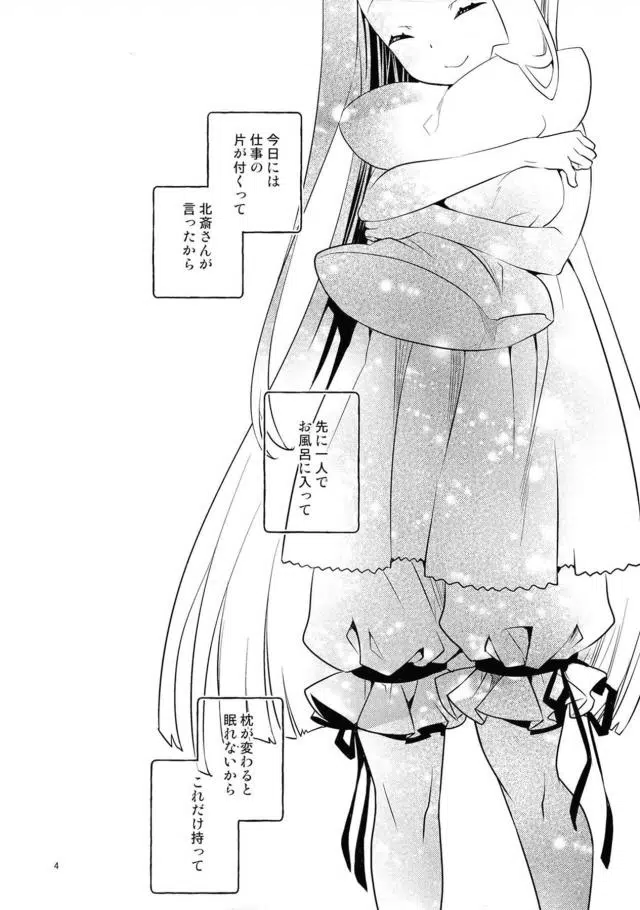 今日には
仕事の
片が付くって
北斎さんが
言ったから
先に一人で
お風呂に入って
枕が変わると
眠れないから
これだけ持って
4